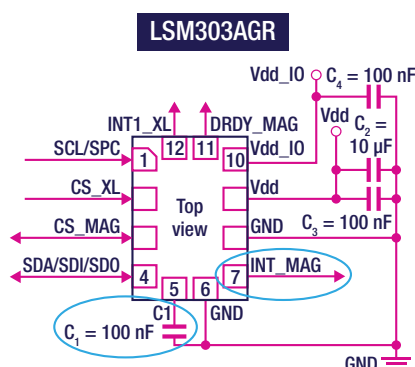 LSM303AGR
Vdd_IO
C4 = 100 nF
INT1_XL
DRDY_MAG
Vdd
C2 =
10 µF
SCL/SPC
1
12
11
10
Vdd_IO
CS_XL
Vdd
Top
view
CS_MAG
GND
C3 = 100 nF
SDA/SDI/SDO
4
5
6
7
INT_MAG
C1
GND
C1 = 100 nF
GND